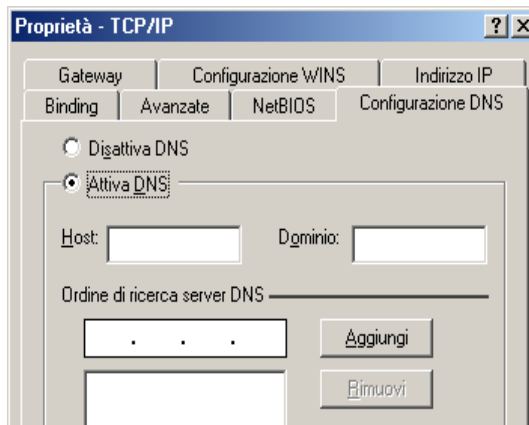 Proprietà - TCP/IP
Gateway Configurazione WINS Indirizzo IP
Binding Avanzate NetBIOS Configurazione DNS
Disattiva DNS
Attiva DNS
Host: Dominio:
Ordine di ricerca server DNS
. . . Aggiungi
Rimuovi